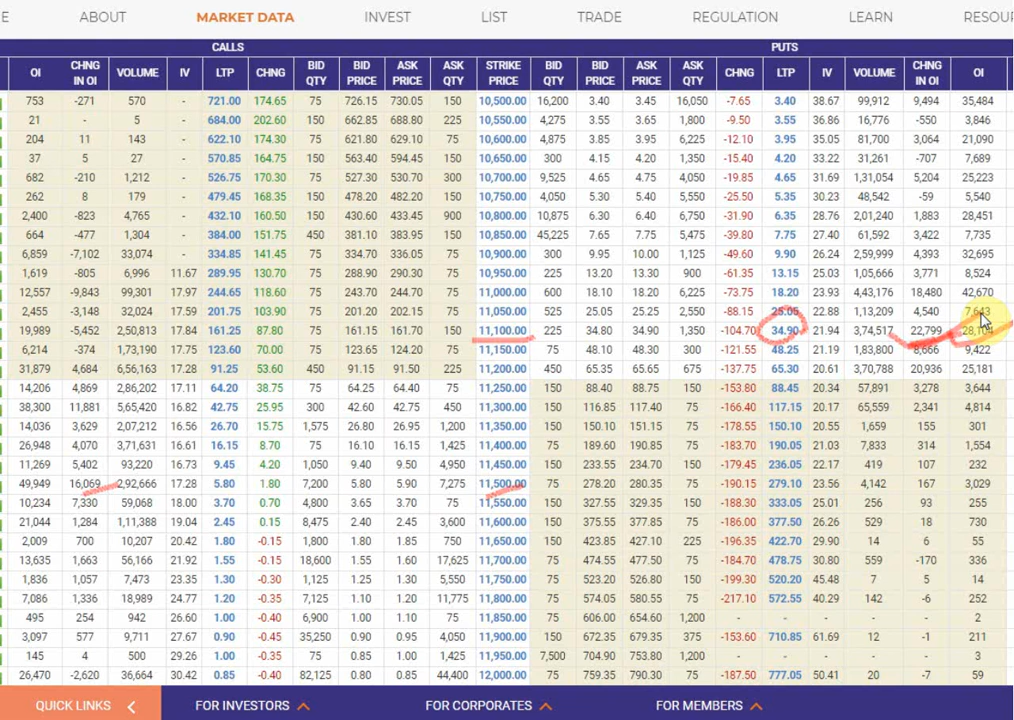 E ABOUT MARKET DATA INVEST LIST TRADE REGULATION LEARN RESOU
CALLS PUTS
OI CHNG IN OI VOLUME IV LTP CHNG BID QTY BID PRICE ASK PRICE ASK QTY STRIKE PRICE BID QTY BID PRICE ASK PRICE ASK QTY CHNG LTP IV VOLUME CHNG IN OI OI
753 -271 570 - 721.00 174.65 75 726.15 730.05 150 10,500.00 16,200 3.40 3.45 16,050 -7.65 3.40 38.67 99,912 9,494 35,484
21 - 5 - 684.00 202.60 150 662.85 688.80 225 10,550.00 4,275 3.55 3.65 1,800 -9.50 3.55 36.86 16,776 -550 3,846
204 11 143 - 622.10 174.30 75 621.80 629.10 75 10,600.00 4,875 3.85 3.95 6,225 -12.10 3.95 35.05 81,700 3,064 21,090
37 5 27 - 570.85 164.75 150 563.40 594.45 150 10,650.00 300 4.15 4.20 1,350 -15.40 4.20 33.22 31,261 -707 7,689
682 -210 1,212 - 526.75 170.30 75 527.30 530.70 300 10,700.00 9,525 4.65 4.75 4,050 -19.85 4.65 31.69 1,31,054 5,204 25,223
262 8 179 - 479.45 168.35 150 478.20 482.20 150 10,750.00 4,050 5.30 5.40 5,550 -25.50 5.35 30.23 48,542 -59 5,540
2,400 -823 4,765 - 432.10 160.50 150 430.60 433.45 900 10,800.00 10,875 6.30 6.40 6,750 -31.90 6.35 28.76 2,01,240 1,883 28,451
664 -477 1,304 - 384.00 151.75 450 381.10 383.95 150 10,850.00 45,225 7.65 7.75 5,475 -39.80 7.75 27.40 61,592 3,422 7,735
6,859 -7,102 33,074 - 334.85 141.45 75 334.70 336.05 75 10,900.00 300 9.95 10.00 1,125 -49.60 9.90 26.24 2,59,999 4,393 32,695
1,619 -805 6,996 11.67 289.95 130.70 75 288.90 290.30 75 10,950.00 225 13.20 13.30 900 -61.35 13.15 25.03 1,05,666 3,771 8,524
12,557 -9,843 99,301 17.97 244.65 118.60 75 243.70 244.70 75 11,000.00 600 18.10 18.20 6,225 -73.75 18.20 23.93 4,43,176 18,480 42,670
2,455 -3,148 32,024 17.59 201.75 103.90 75 201.20 202.15 75 11,050.00 525 25.05 25.25 2,550 -88.15 25.05 22.88 1,13,209 4,540 7,643
19,989 -5,452 2,50,813 17.84 161.25 87.80 75 161.15 161.70 150 11,100.00 225 34.80 34.90 1,350 -104.70 34.90 21.94 3,74,517 22,799
6,214 -374 1,73,190 17.75 123.60 70.00 75 123.65 124.20 75 11,150.00 75 48.10 48.30 300 -121.55 48.25 21.19 1,83,800 8,666 9,422
31,879 4,684 6,56,163 17.28 91.25 53.60 450 91.15 91.50 75 11,200.00 450 65.35 65.65 675 -137.75 65.30 20.61 3,70,788 20,936 25,181
14,206 4,869 2,86,202 17.11 64.20 38.75 75 64.25 64.40 75 11,250.00 150 88.40 88.75 150 -153.80 88.45 20.34 57,891 3,278 3,644
38,300 11,881 5,65,420 16.82 42.75 25.95 300 42.60 42.75 450 11,300.00 150 116.85 117.40 75 -166.40 117.15 20.17 65,559 2,341 4,814
14,036 3,629 2,07,212 16.56 26.70 15.75 1,575 26.80 26.95 1,200 11,350.00 150 150.10 151.15 75 -178.55 150.10 20.55 1,659 155 301
26,948 4,070 3,71,631 16.61 16.15 8.70 75 16.10 16.15 1,425 11,400.00 75 189.60 190.85 75 -183.70 190.05 21.03 7,833 314 1,554
11,269 5,402 93,220 16.73 9.45 4.20 1,050 9.40 9.50 4,950 11,450.00 150 233.55 234.70 150 -179.45 236.05 22.17 419 107 232
49,949 16,069 2,92,666 17.28 5.80 1.80 7,200 5.80 5.90 7,275 11,500.00 75 278.20 280.35 75 -190.15 279.10 23.56 4,142 167 3,029
10,234 7,330 59,068 18.00 3.70 0.70 4,800 3.65 3.70 75 11,550.00 150 327.55 329.35 150 -188.30 333.05 25.01 256 93 255
21,044 1,284 1,11,388 19.04 2.45 0.15 8,475 2.40 2.45 3,600 11,600.00 150 375.55 377.85 75 -186.00 377.50 26.26 529 18 730
2,009 700 10,207 20.42 1.80 -0.15 1,800 1.80 1.85 750 11,650.00 150 423.85 427.10 225 -196.35 422.70 29.90 14 6 55
13,635 1,663 56,166 21.92 1.55 -0.15 18,600 1.55 1.60 17,625 11,700.00 75 474.55 477.50 75 -184.70 478.75 30.80 559 -170 336
1,836 1,057 7,473 23.35 1.30 -0.30 1,125 1.25 1.30 5,550 11,750.00 75 523.20 526.80 150 -199.30 520.20 45.48 7 5 14
7,086 1,336 18,989 24.77 1.20 -0.35 1,125 7.10 1.20 11,775 11,800.00 75 574.05 580.55 75 -217.10 572.55 40.29 142 -6 252
495 254 942 26.60 1.00 -0.40 6,900 1.00 1.10 75 11,850.00 75 606.00 654.60 1,200 - - - - - 2
3,097 577 9,711 27.67 0.90 -0.45 35,250 0.90 0.95 4,050 11,900.00 150 672.35 679.35 375 -153.60 710.85 61.69 12 -1 211
145 4 500 29.26 1.00 -0.35 75 0.85 1.00 1,425 11,950.00 7,500 704.90 753.80 1,200 - - - - - 3
26,470 -2,620 36,664 30.42 0.85 -0.40 82,125 0.80 0.85 44,400 12,000.00 75 759.35 790.30 75 -187.50 777.05 50.41 20 -7 59
QUICK LINKS FOR INVESTORS FOR CORPORATES FOR MEMBERS